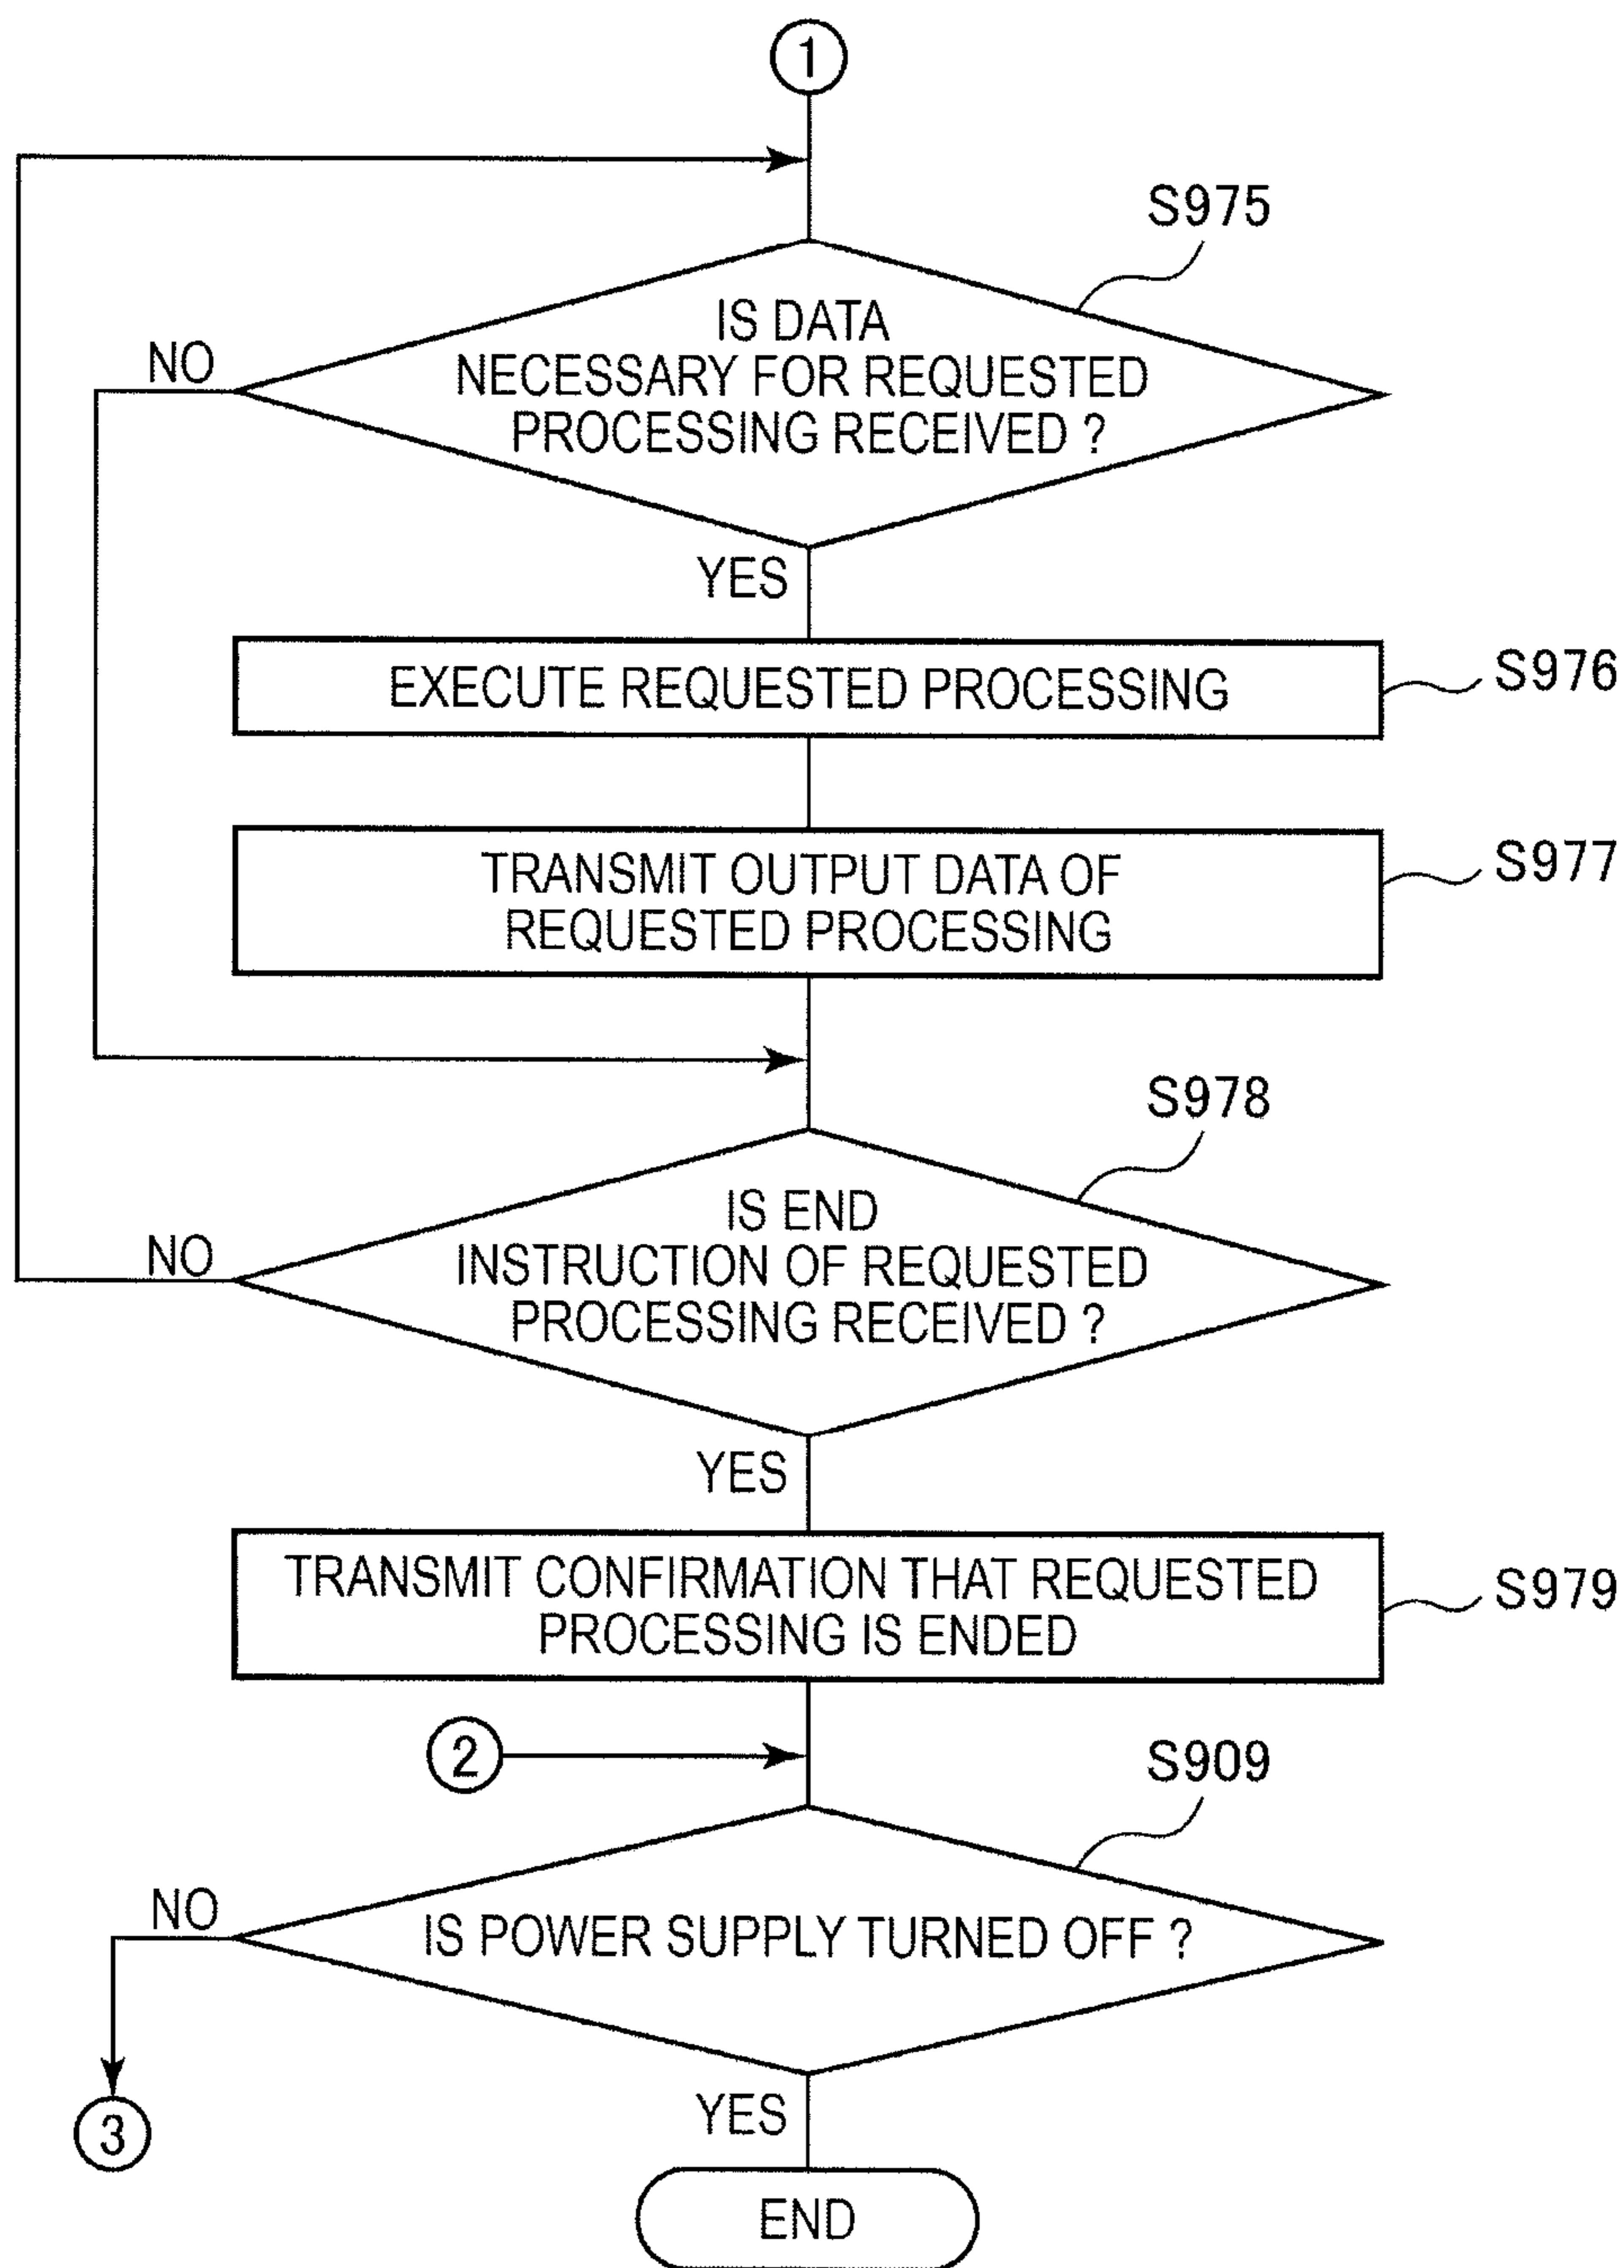 1
S975
IS DATA
NECESSARY FOR REQUESTED
PROCESSING RECEIVED ?
NO
YES
EXECUTE REQUESTED PROCESSING
S976
TRANSMIT OUTPUT DATA OF
REQUESTED PROCESSING
S977
S978
IS END
INSTRUCTION OF REQUESTED
PROCESSING RECEIVED ?
NO
YES
TRANSMIT CONFIRMATION THAT REQUESTED
PROCESSING IS ENDED
S979
2
S909
NO
IS POWER SUPPLY TURNED OFF ?
3
YES
END